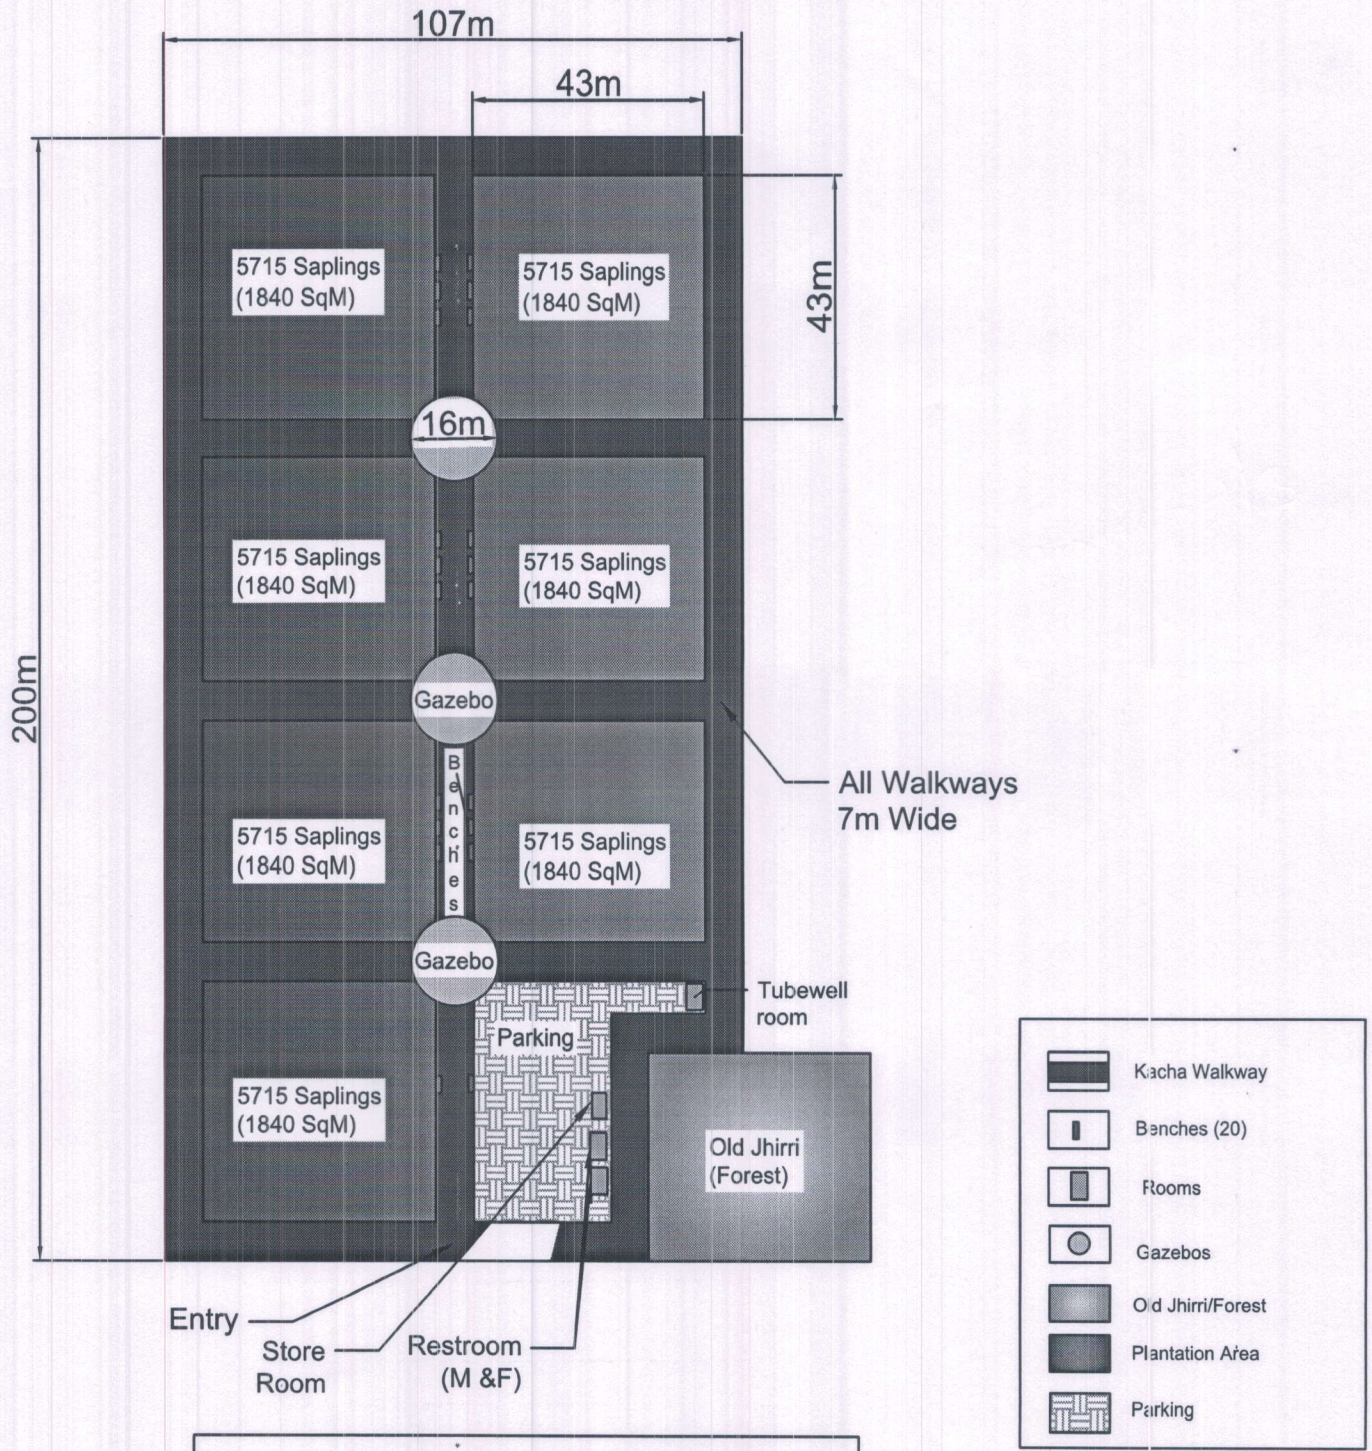 107m
43m
5715 Saplings
(1840 SqM)
5715 Saplings
(1840 SqM)
43m
16m
5715 Saplings
(1840 SqM)
5715 Saplings
(1840 SqM)
200m
Gazebo
Benches
All Walkways
7m Wide
5715 Saplings
(1840 SqM)
5715 Saplings
(1840 SqM)
Gazebo
Tubewell
room
Parking
5715 Saplings
(1840 SqM)
Old Jhirri
(Forest)
Entry
Store
Room
Restroom
(M &F)
Kacha Walkway
Benches (20)
Rooms
Gazebos
Old Jhirri/Forest
Plantation Area
Parking